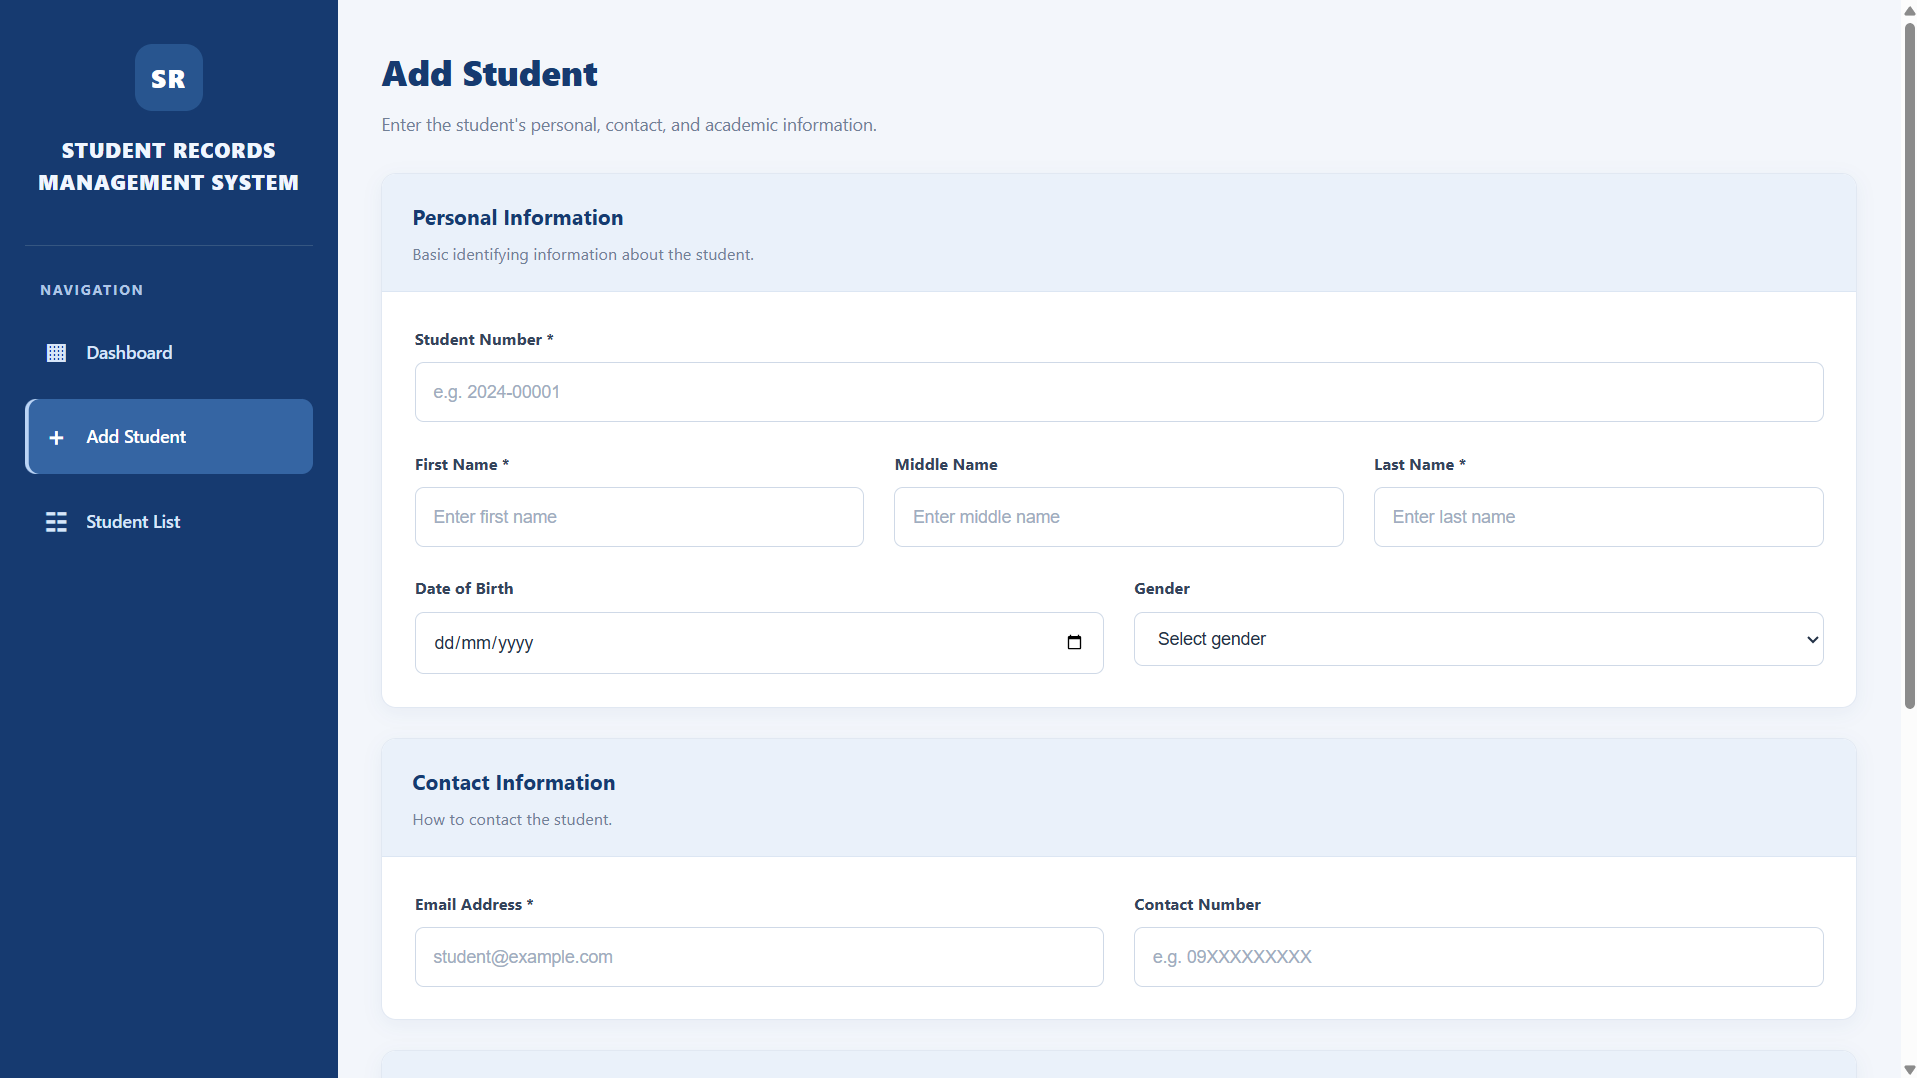 SR
STUDENT RECORDS
MANAGEMENT SYSTEM
NAVIGATION
Dashboard
Add Student
Student List
Add Student
Enter the student's personal, contact, and academic information.
Personal Information
Basic identifying information about the student.
Student Number *
e.g. 2024-00001
First Name *
Middle Name
Last Name *
Enter first name
Enter middle name
Enter last name
Date of Birth
Gender
dd/mm/yyyy
Select gender
Contact Information
How to contact the student.
Email Address *
Contact Number
student@example.com
e.g. 09XXXXXXXXX